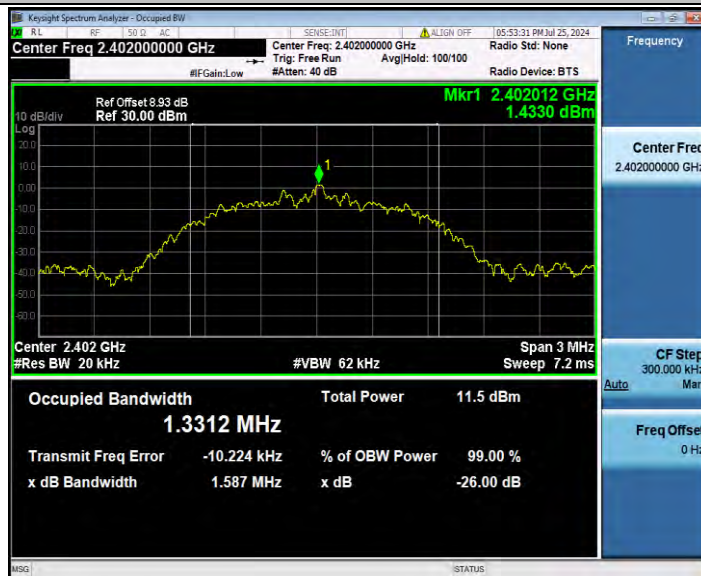 Keysight Spectrum Analyzer - Occupied BW
RL RF 50 Ω AC SENSE:INT ALIGN OFF 05:53:31 PM Jul 25, 2024
Center Freq 2.402000000 GHz
Center Freq: 2.402000000 GHz
Radio Std: None
Trig: Free Run Avg|Hold: 100/100
#IFGain:Low #Atten: 40 dB
Radio Device: BTS
Frequency
Ref Offset 8.93 dB
10 dB/div Ref 30.00 dBm
Mkr1 2.402012 GHz
1.4330 dBm
Log
20.0
10.0
0.00
-10.0
-20.0
-30.0
-40.0
-50.0
-60.0
1
Center 2.402 GHz Span 3 MHz
#Res BW 20 kHz #VBW 62 kHz Sweep 7.2 ms
Occupied Bandwidth Total Power 11.5 dBm
1.3312 MHz
Transmit Freq Error -10.224 kHz % of OBW Power 99.00 %
x dB Bandwidth 1.587 MHz x dB -26.00 dB
Center Freq
2.402000000 GHz
CF Step
300.000 kHz
Auto Man
Freq Offset
0 Hz
MSG STATUS